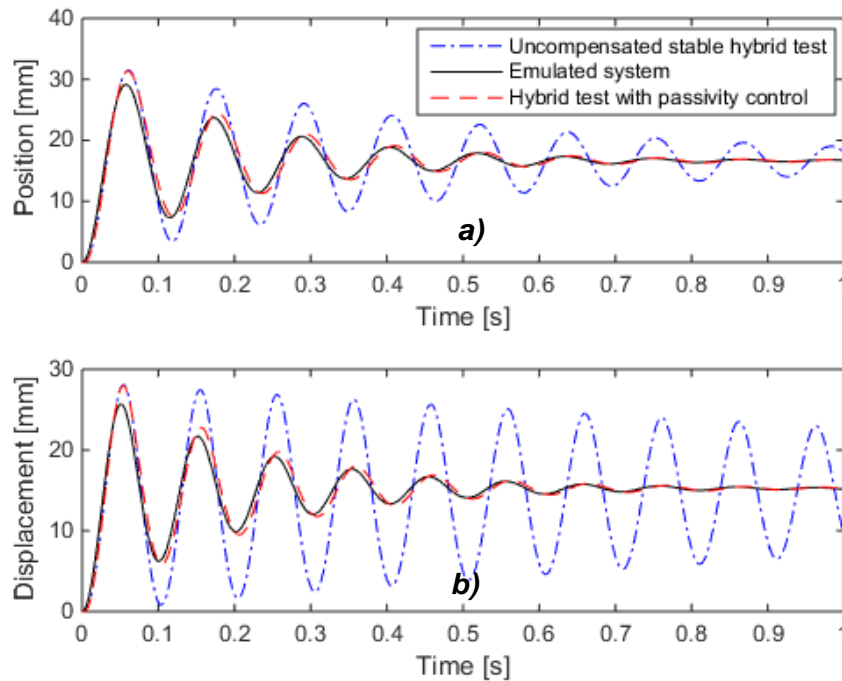 40
30
20
10
0
Position [mm]
Uncompensated stable hybrid test
Emulated system
Hybrid test with passivity control
a)
0 0.1 0.2 0.3 0.4 0.5 0.6 0.7 0.8 0.9 1
Time [s]
30
20
10
0
Displacement [mm]
b)
0 0.1 0.2 0.3 0.4 0.5 0.6 0.7 0.8 0.9 1
Time [s]